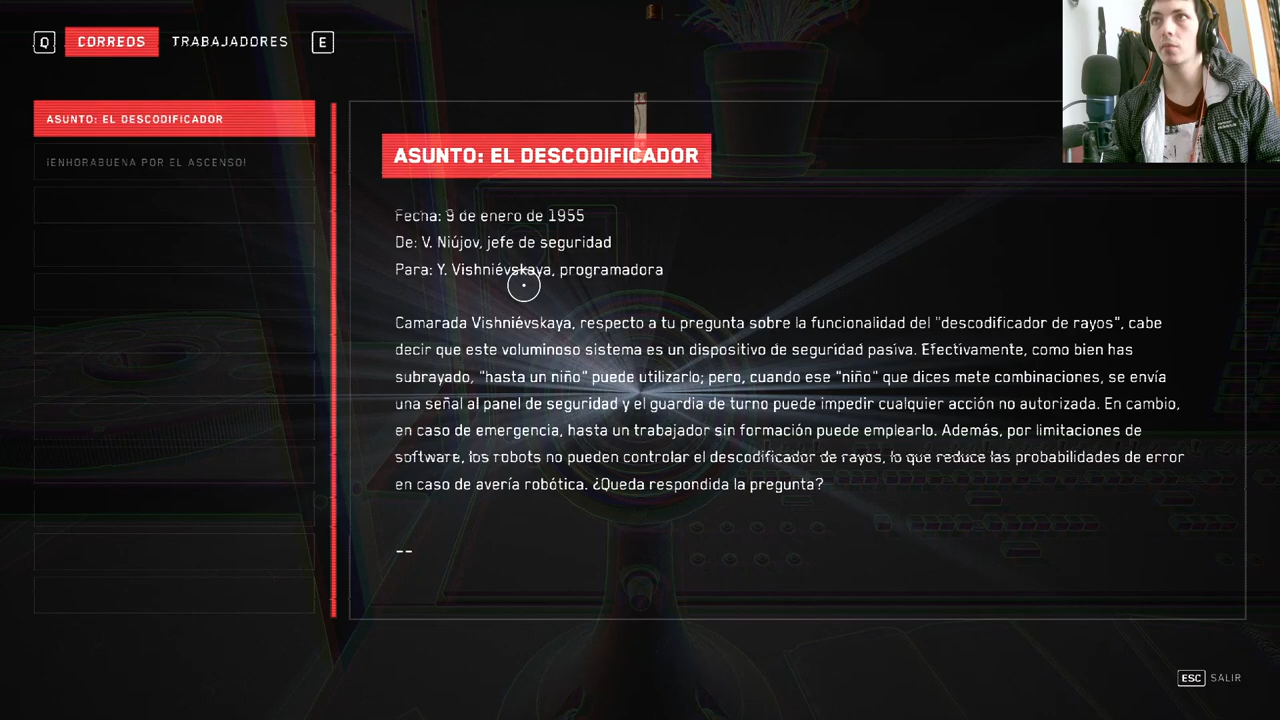 Q CORREOS TRABAJADORES E
ASUNTO: EL DESCODIFICADOR
¡ENHORABUENA POR EL ASCENSO!
ASUNTO: EL DESCODIFICADOR
Fecha: 9 de enero de 1955
De: V. Niújov, jefe de seguridad
Para: Y. Vishniévskaya, programadora
Camarada Vishniévskaya, respecto a tu pregunta sobre la funcionalidad del "descodificador de rayos", cabe
decir que este voluminoso sistema es un dispositivo de seguridad pasiva. Efectivamente, como bien has
subrayado, "hasta un niño" puede utilizarlo; pero, cuando ese "niño" que dices mete combinaciones, se envía
una señal al panel de seguridad y el guardia de turno puede impedir cualquier acción no autorizada. En cambio,
en caso de emergencia, hasta un trabajador sin formación puede emplearlo. Además, por limitaciones de
software, los robots no pueden controlar el descodificador de rayos, lo que reduce las probabilidades de error
en caso de avería robótica. ¿Queda respondida la pregunta?
--
ESC SALIR